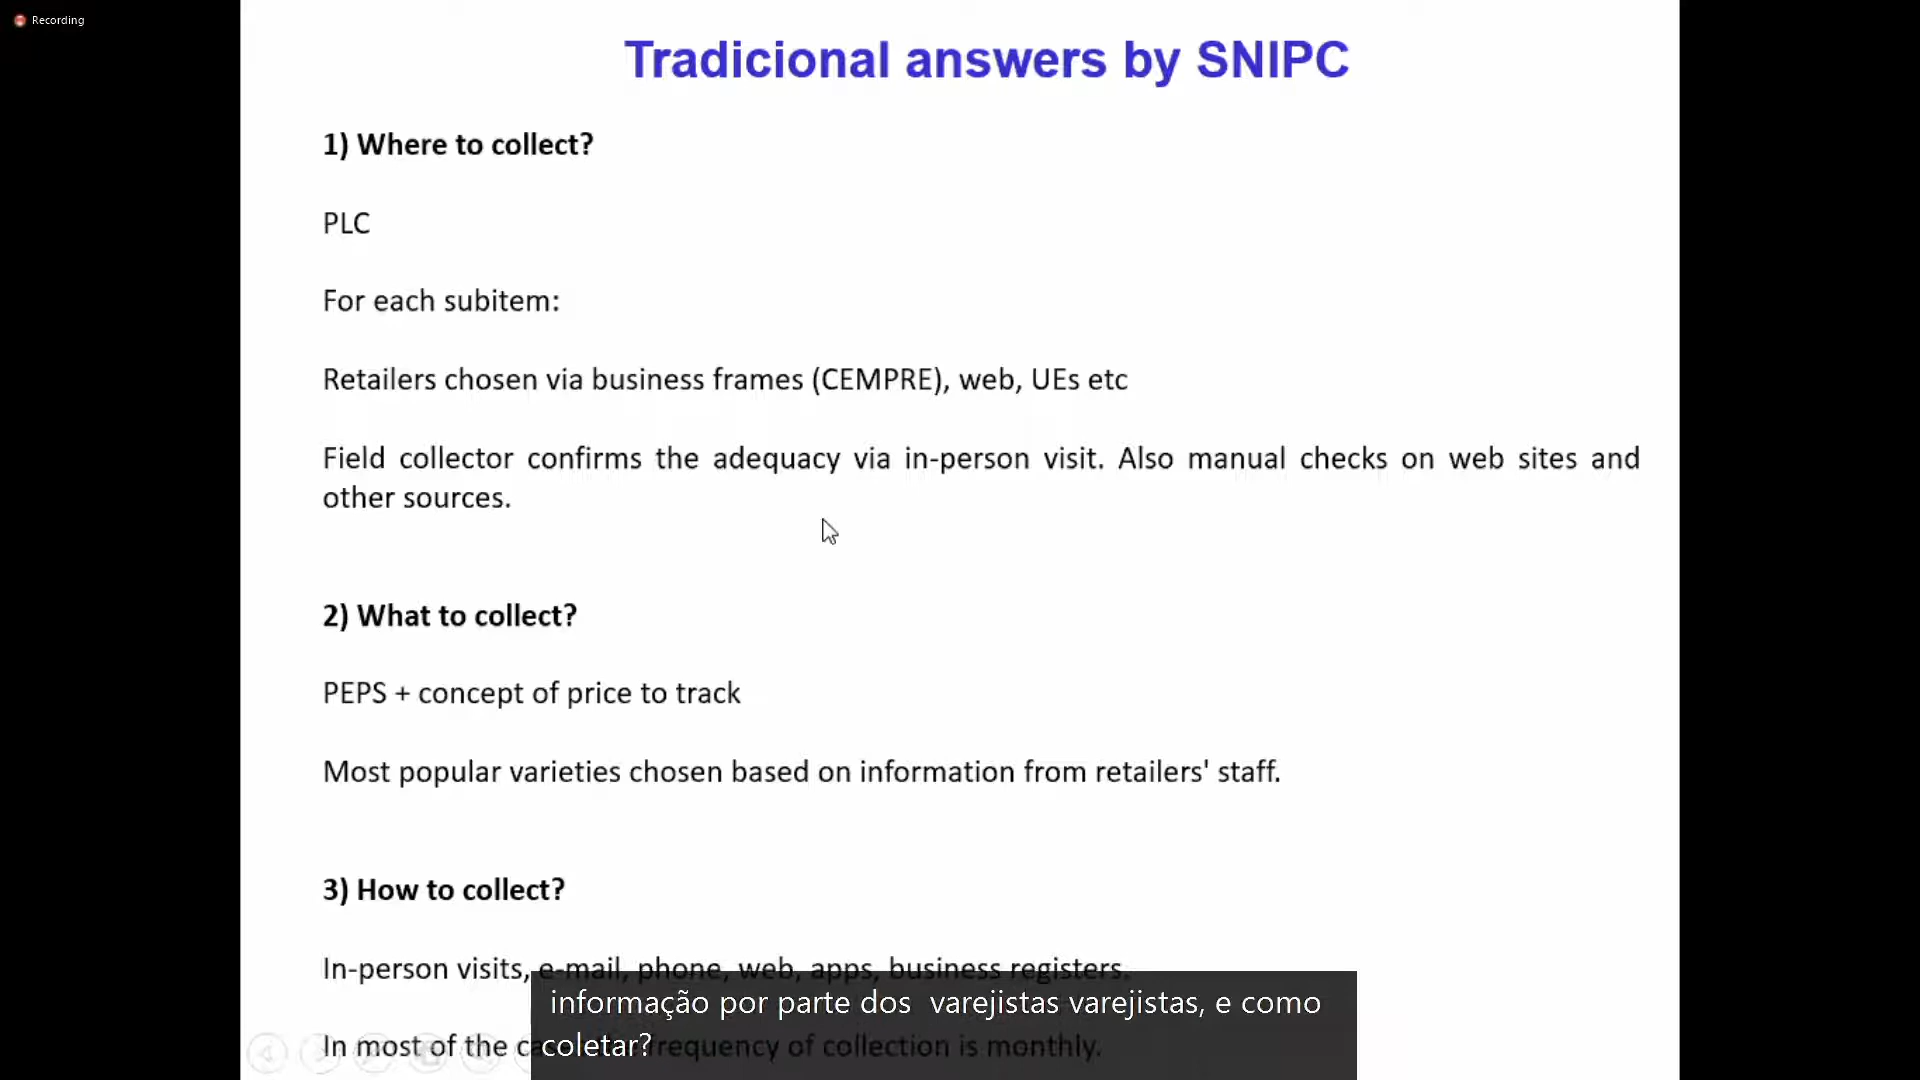 Recording
Tradicional answers by SNIPC
1) Where to collect?
PLC
For each subitem:
Retailers chosen via business frames (CEMPRE), web, UEs etc
Field collector confirms the adequacy via in-person visit. Also manual checks on web sites and
other sources.
2) What to collect?
PEPS + concept of price to track
Most popular varieties chosen based on information from retailers' staff.
3) How to collect?
In-person visits, e-mail, phone, web, apps, business registers.
In most of the frequency of collection is monthly.
informação por parte dos varejistas varejistas, e como
coletar?